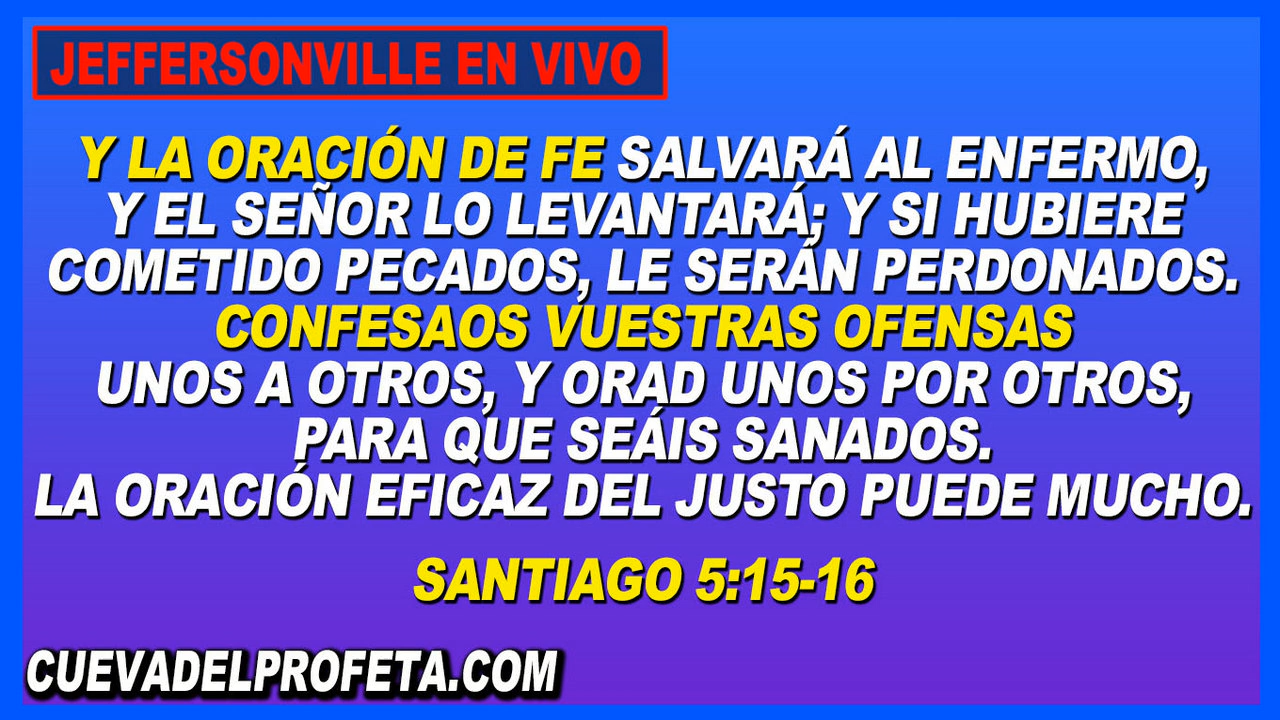 JEFFERSONVILLE EN VIVO
Y LA ORACIÓN DE FE SALVARÁ AL ENFERMO,
Y EL SEÑOR LO LEVANTARÁ; Y SI HUBIERE
COMETIDO PECADOS, LE SERÁN PERDONADOS.
CONFESAOS VUESTRAS OFENSAS
UNOS A OTROS, Y ORAD UNOS POR OTROS,
PARA QUE SEÁIS SANADOS.
LA ORACIÓN EFICAZ DEL JUSTO PUEDE MUCHO.
SANTIAGO 5:15-16
CUEVADELPROFETA.COM